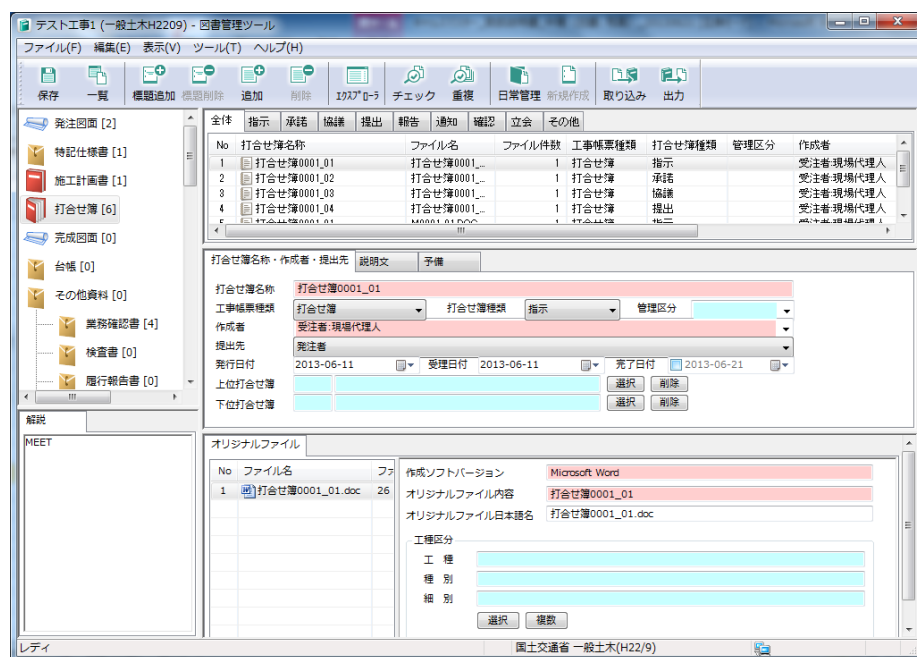 テスト工事1 (一般土木H2209) - 図書管理ツール
ファイル(F) 編集(E) 表示(V) ツール(T) ヘルプ(H)
保存 一覧 標題追加 標題削除 追加 削除 ｴｸｽﾌﾟﾛｰﾗ チェック 重複 日常管理 新規作成 取り込み 出力
発注図面 [2]
特記仕様書 [1]
施工計画書 [1]
打合せ簿 [6]
完成図面 [0]
台帳 [0]
その他資料 [0]
業務確認書 [4]
検査書 [0]
履行報告書 [0]
解説
MEET
全体 指示 承諾 協議 提出 報告 通知 確認 立会 その他
No 打合せ簿名称 ファイル名 ファイル件数 工事帳票種類 打合せ簿種類 管理区分 作成者
1 打合せ簿0001_01 打合せ簿0001_... 1 打合せ簿 指示 受注者:現場代理人
2 打合せ簿0001_02 打合せ簿0001_... 1 打合せ簿 承諾 受注者:現場代理人
3 打合せ簿0001_03 打合せ簿0001_... 1 打合せ簿 協議 受注者:現場代理人
4 打合せ簿0001_04 打合せ簿0001_... 1 打合せ簿 提出 受注者:現場代理人
打合せ簿名称・作成者・提出先 説明文 予備
打合せ簿名称 打合せ簿0001_01
工事帳票種類 打合せ簿 打合せ簿種類 指示 管理区分
作成者 受注者:現場代理人
提出先 発注者
発行日付 2013-06-11 受理日付 2013-06-11 完了日付 2013-06-21
上位打合せ簿 選択 削除
下位打合せ簿 選択 削除
オリジナルファイル
No ファイル名 ファ
1 打合せ簿0001_01.doc 26
作成ソフトバージョン Microsoft Word
オリジナルファイル内容 打合せ簿0001_01
オリジナルファイル日本語名 打合せ簿0001_01.doc
工種区分
工 種
種 別
細 別
選択 複数
レディ 国土交通省 一般土木(H22/9)